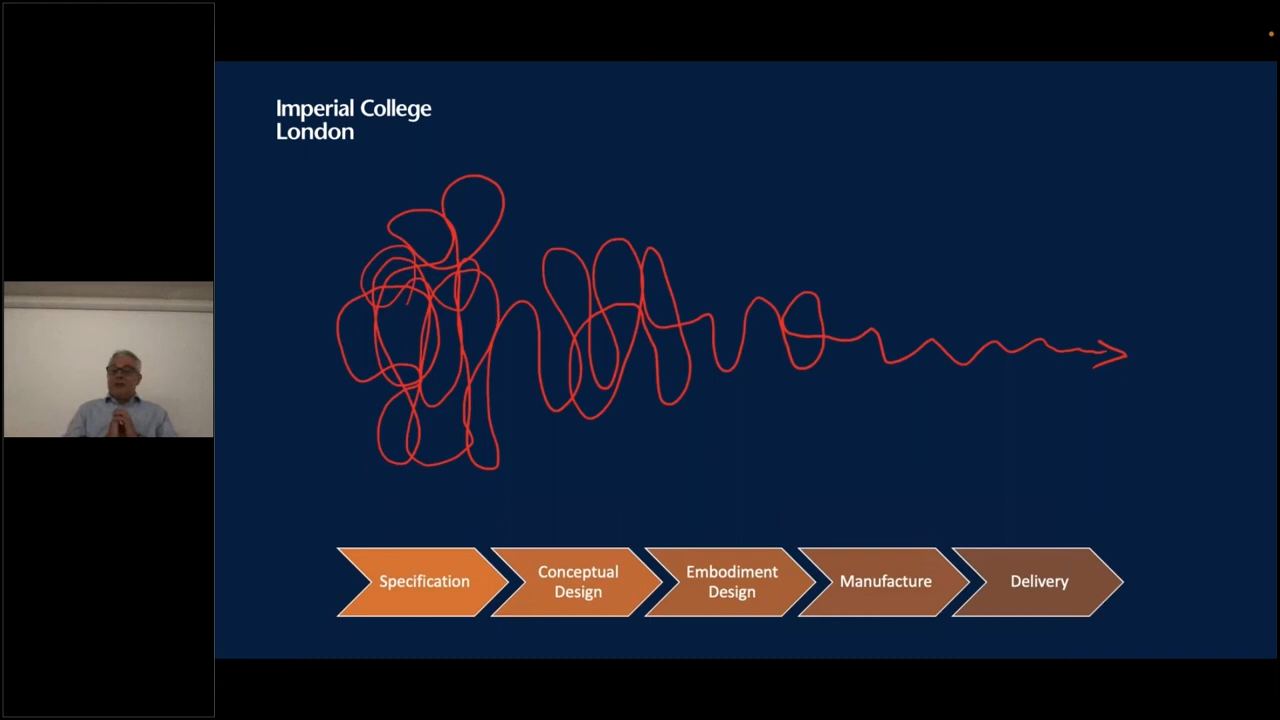 Imperial College
London
Specification
Conceptual
Design
Embodiment
Design
Manufacture
Delivery